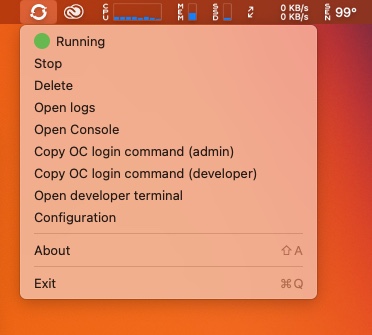 CPU MEM SSD 0 KB/s SEN 99°
0 KB/s
Running
Stop
Delete
Open logs
Open Console
Copy OC login command (admin)
Copy OC login command (developer)
Open developer terminal
Configuration
About ⇧A
Exit ⌘Q